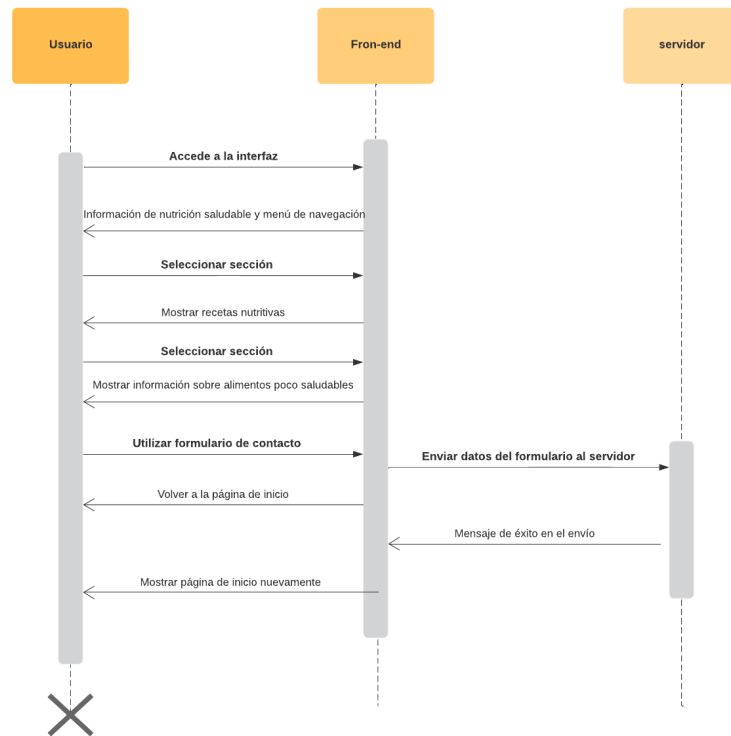 Usuario
Fron-end
servidor
Accede a la interfaz
Información de nutrición saludable y menú de navegación
Seleccionar sección
Mostrar recetas nutritivas
Seleccionar sección
Mostrar información sobre alimentos poco saludables
Utilizar formulario de contacto
Enviar datos del formulario al servidor
Volver a la página de inicio
Mensaje de éxito en el envío
Mostrar página de inicio nuevamente